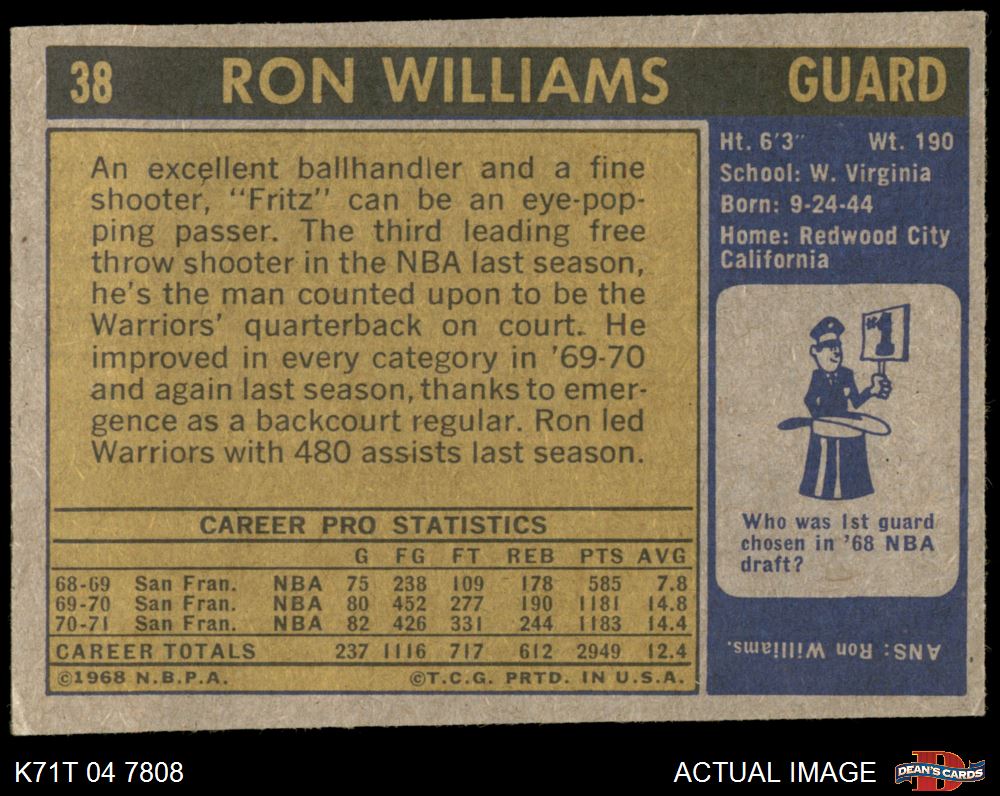 38 RON WILLIAMS GUARD
An excellent ballhandler and a fine
shooter, "Fritz" can be an eye-pop-
ping passer. The third leading free
throw shooter in the NBA last season,
he's the man counted upon to be the
Warriors' quarterback on court. He
improved in every category in '69-70
and again last season, thanks to emer-
gence as a backcourt regular. Ron led
Warriors with 480 assists last season.
CAREER PRO STATISTICS
G FG FT REB PTS AVG
68-69 San Fran. NBA 75 238 109 178 585 7.8
69-70 San Fran. NBA 80 452 277 190 1181 14.8
70-71 San Fran. NBA 82 426 331 244 1183 14.4
CAREER TOTALS 237 1116 717 612 2949 12.4
©1968 N.B.P.A. ©T.C.G. PRTD. IN U.S.A.
Ht. 6'3" Wt. 190
School: W. Virginia
Born: 9-24-44
Home: Redwood City
California
#1
Who was 1st guard
chosen in '68 NBA
draft?
ANS: Ron Williams.
K71T 04 7808
ACTUAL IMAGE
D
DEAN'S CARDS